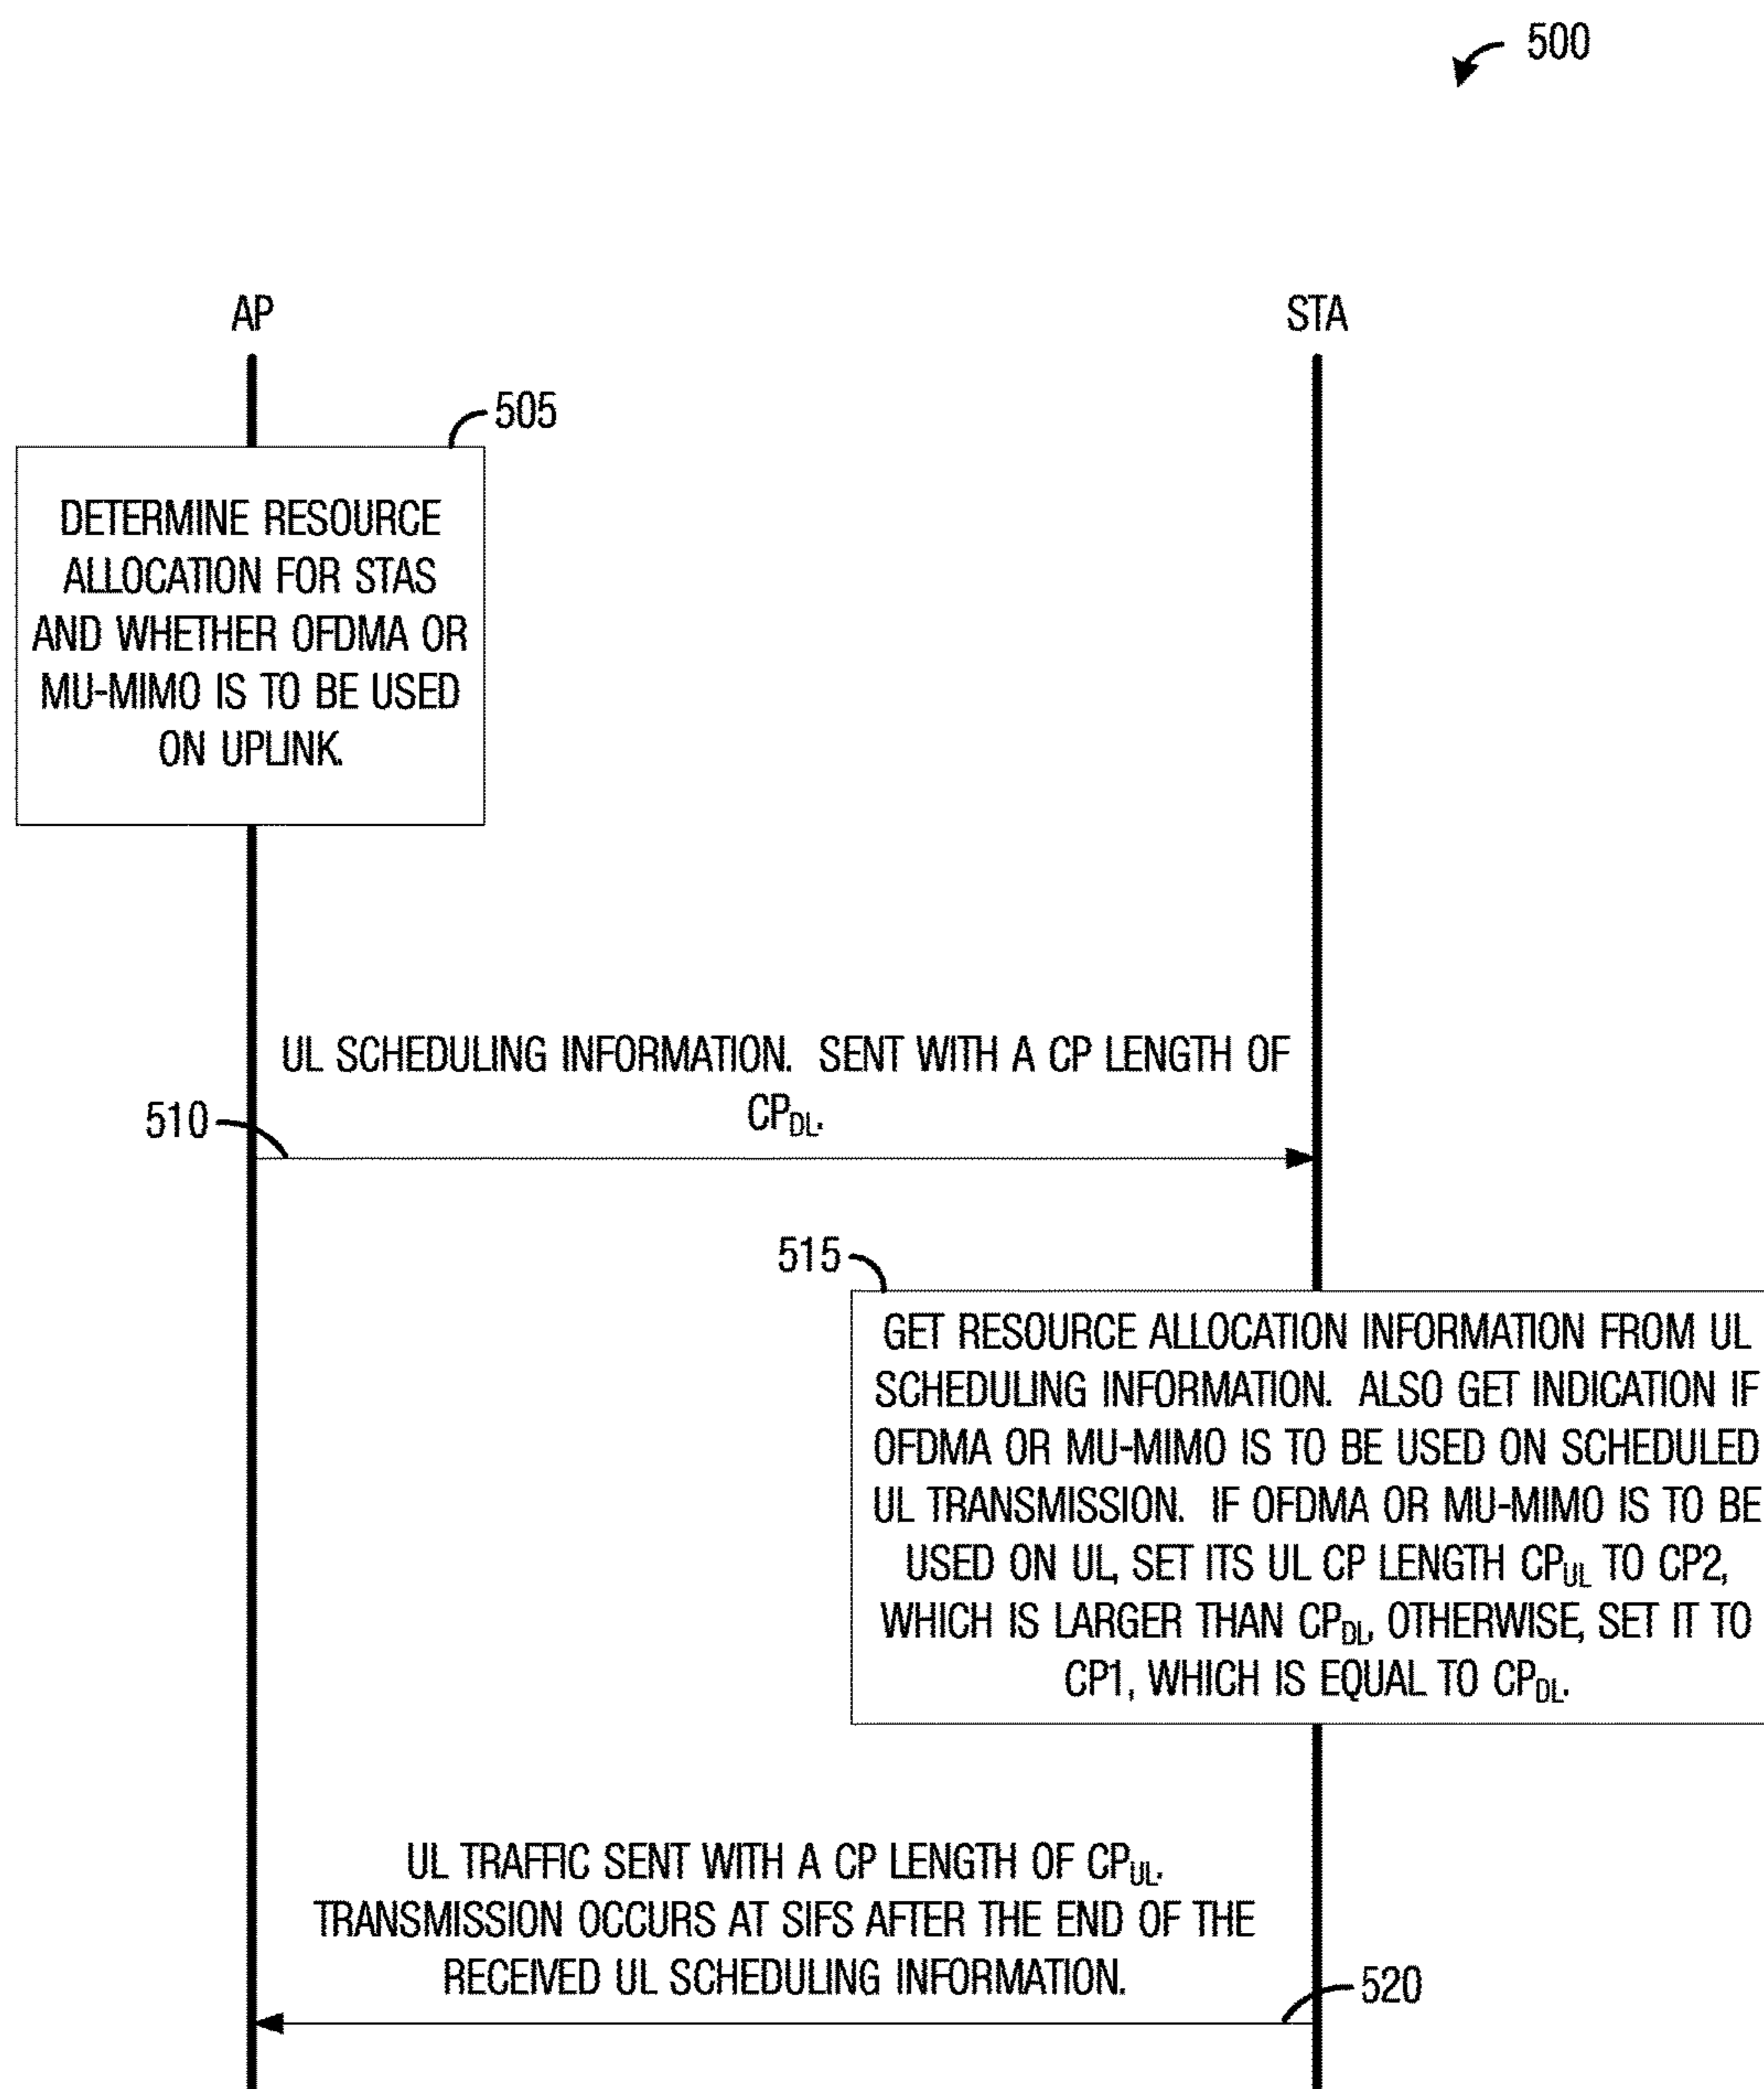 500
AP
STA
505
DETERMINE RESOURCE
ALLOCATION FOR STAS
AND WHETHER OFDMA OR
MU-MIMO IS TO BE USED
ON UPLINK.
UL SCHEDULING INFORMATION. SENT WITH A CP LENGTH OF
CP_DL.
510
515
GET RESOURCE ALLOCATION INFORMATION FROM UL
SCHEDULING INFORMATION. ALSO GET INDICATION IF
OFDMA OR MU-MIMO IS TO BE USED ON SCHEDULED
UL TRANSMISSION. IF OFDMA OR MU-MIMO IS TO BE
USED ON UL, SET ITS UL CP LENGTH CP_UL TO CP2,
WHICH IS LARGER THAN CP_DL, OTHERWISE, SET IT TO
CP1, WHICH IS EQUAL TO CP_DL.
UL TRAFFIC SENT WITH A CP LENGTH OF CP_UL.
TRANSMISSION OCCURS AT SIFS AFTER THE END OF THE
RECEIVED UL SCHEDULING INFORMATION.
520